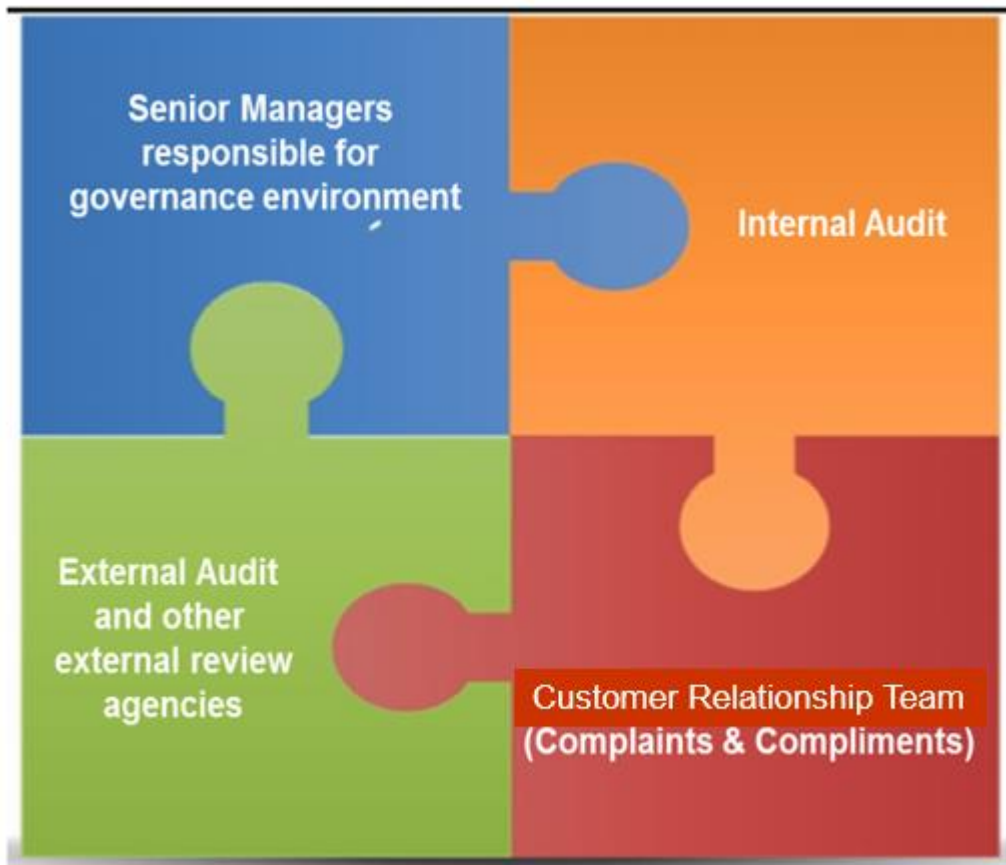 Senior Managers
responsible for
governance environment
Internal Audit
External Audit
and other
external review
agencies
Customer Relationship Team
(Complaints & Compliments)